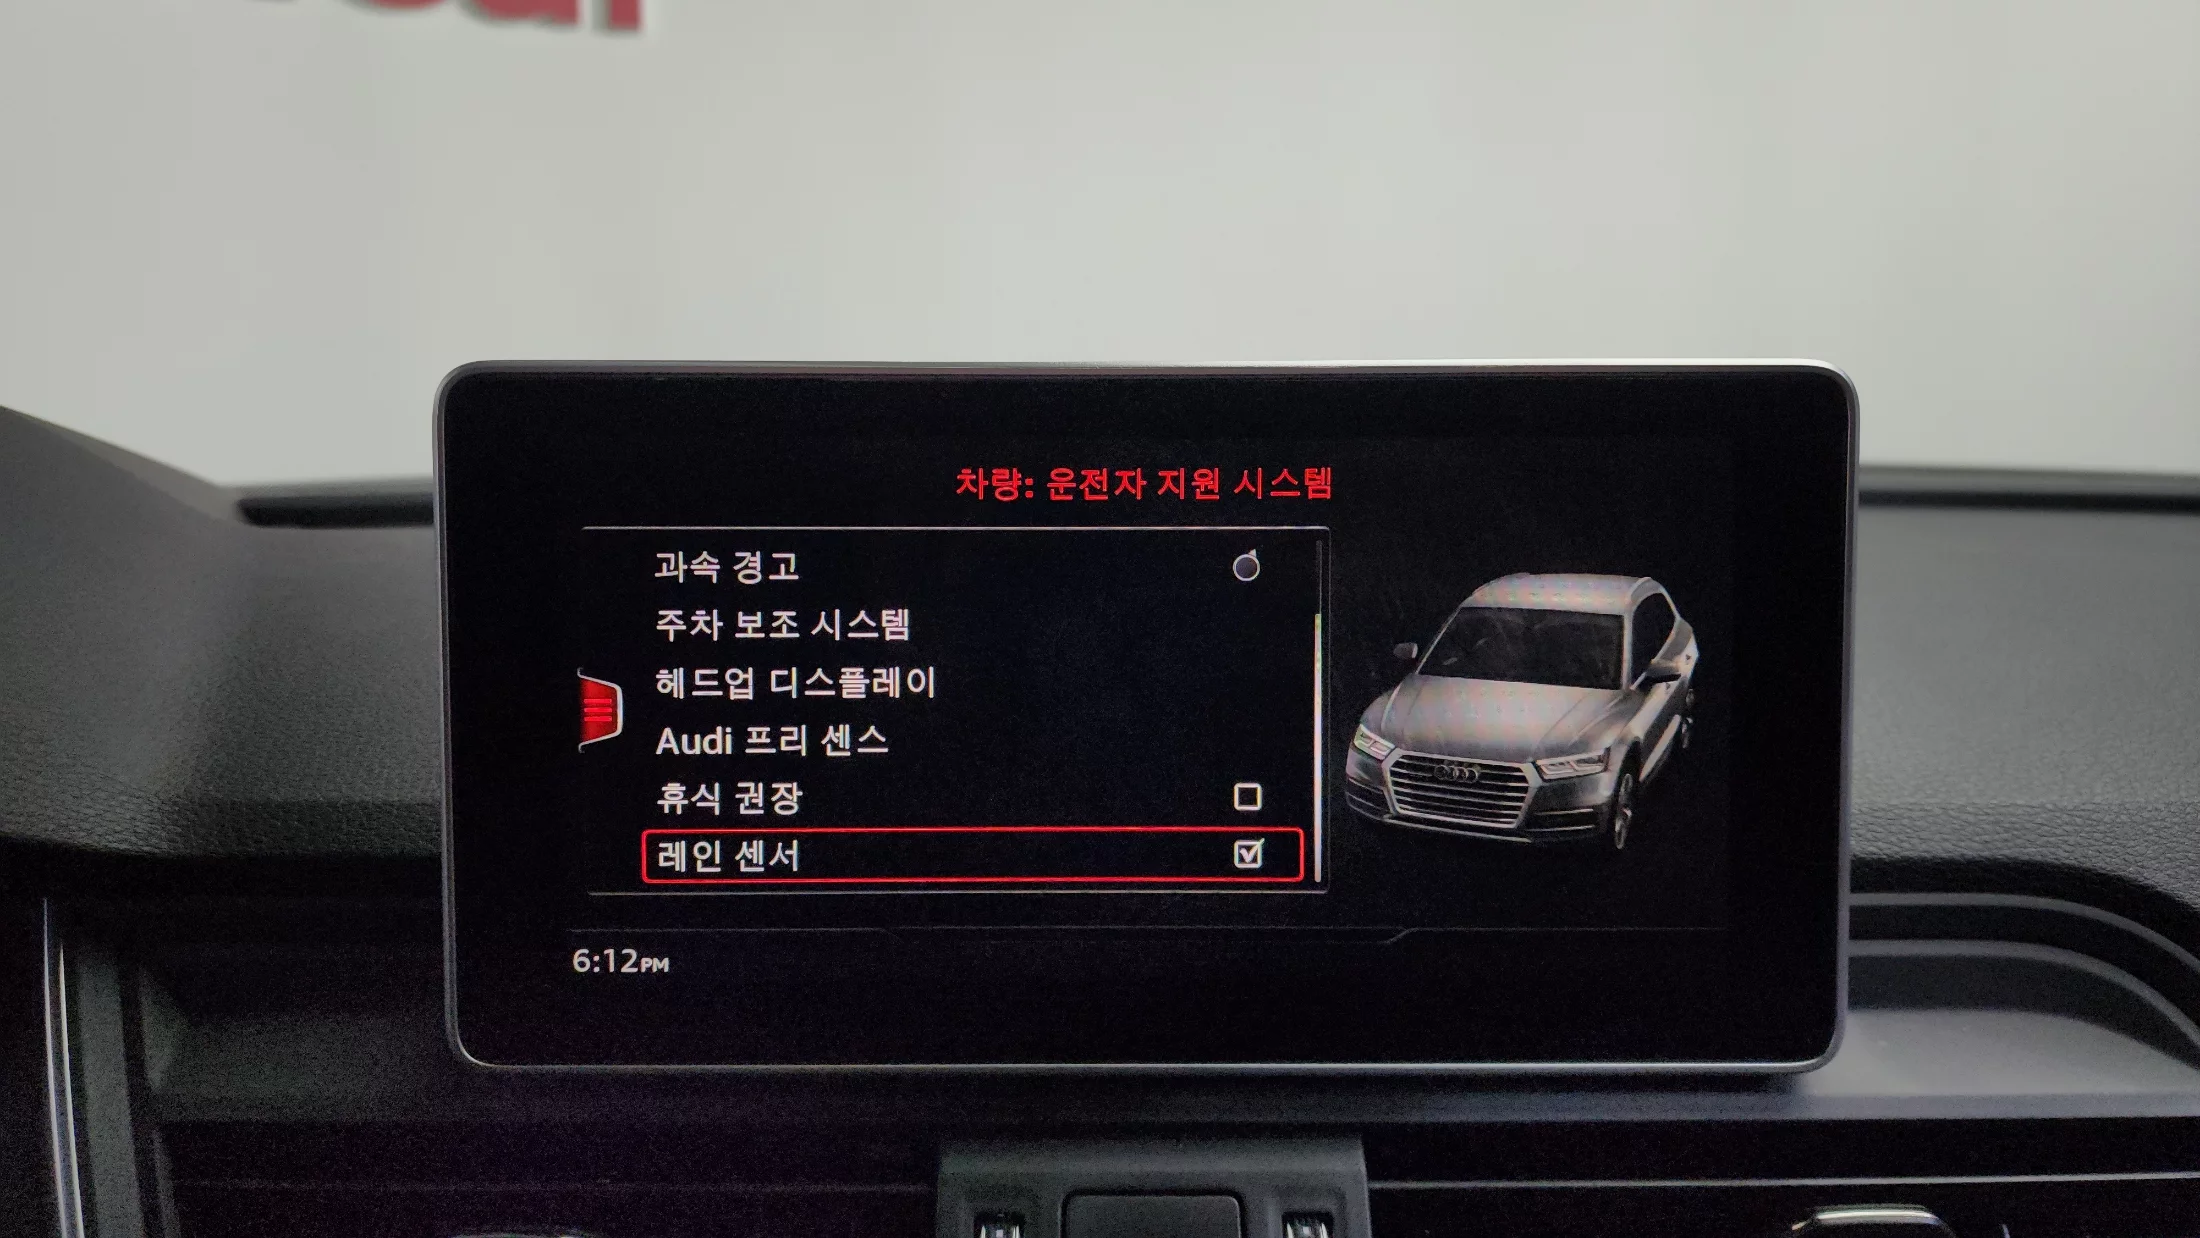 차량: 운전자 지원 시스템
과속 경고
주차 보조 시스템
헤드업 디스플레이
Audi 프리 센스
휴식 권장
레인 센서
6:12PM